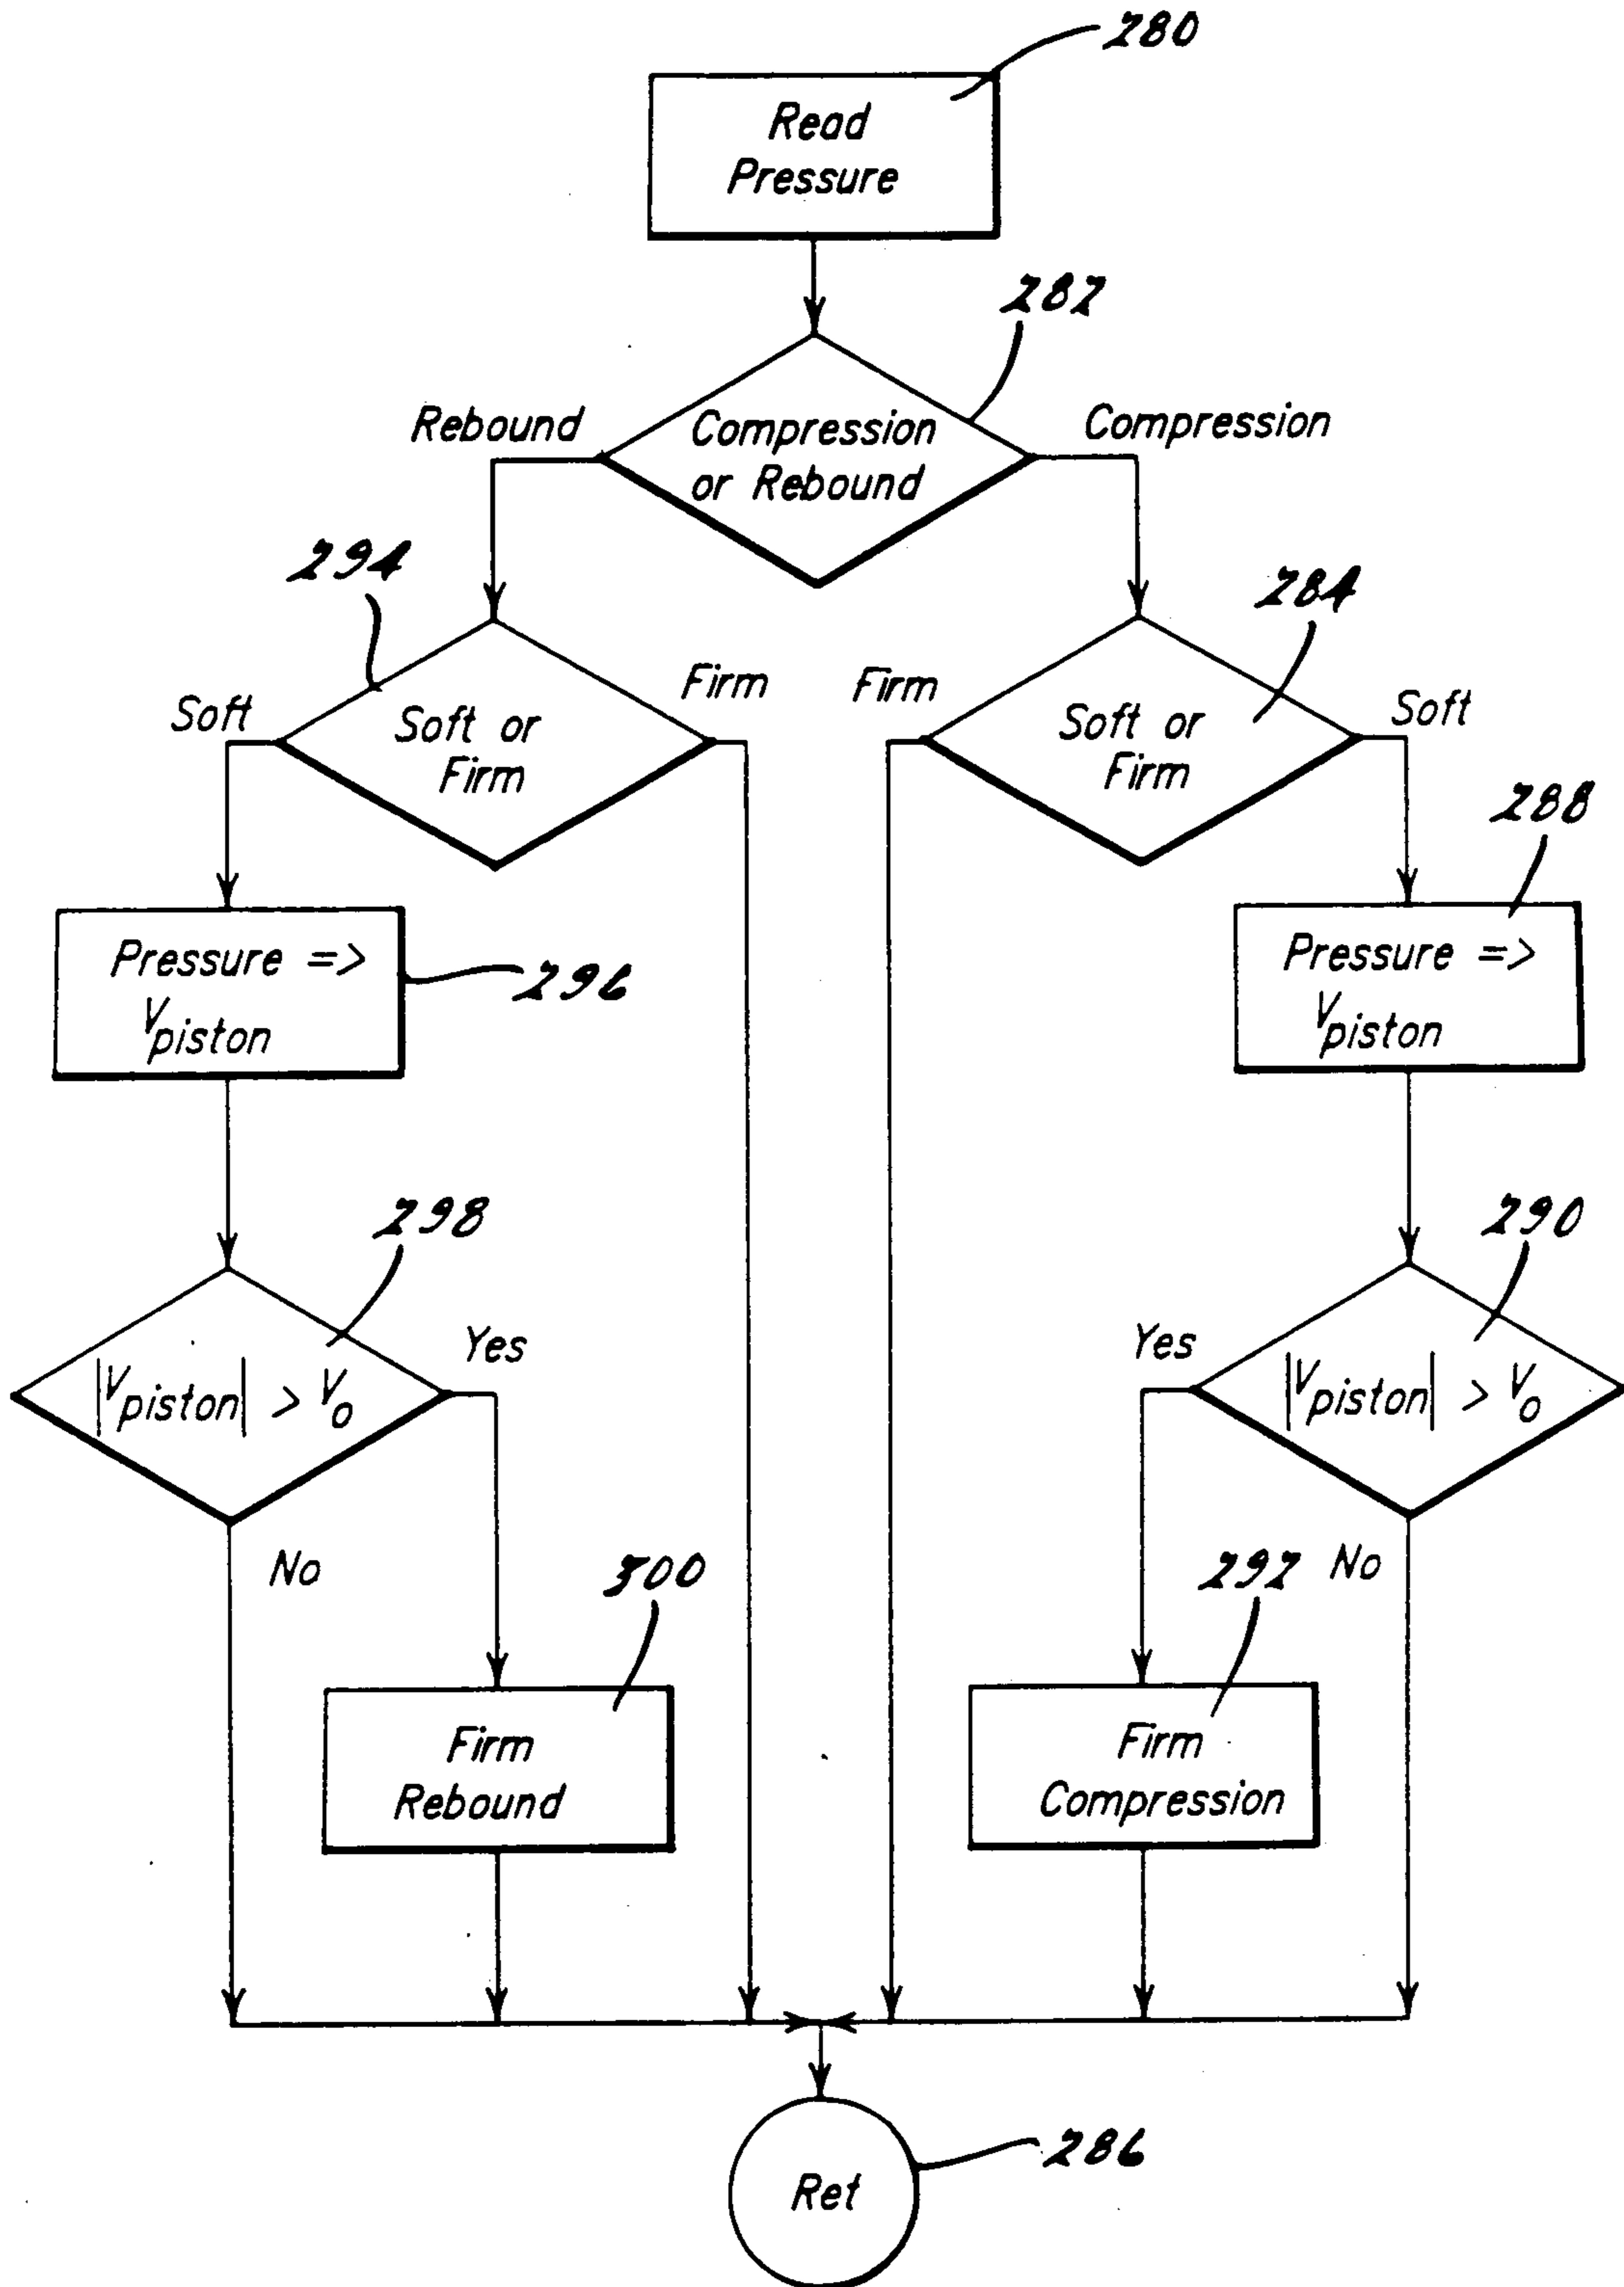 280
Read
Pressure
282
Rebound
Compression
or Rebound
Compression
294
284
Soft
Soft or
Firm
Firm
Firm
Soft or
Firm
Soft
288
Pressure =>
Vpiston
296
Pressure =>
Vpiston
298
290
|Vpiston| > Vo
Yes
Yes
|Vpiston| > Vo
No
300
292
No
Firm
Rebound
Firm
Compression
Ret
286